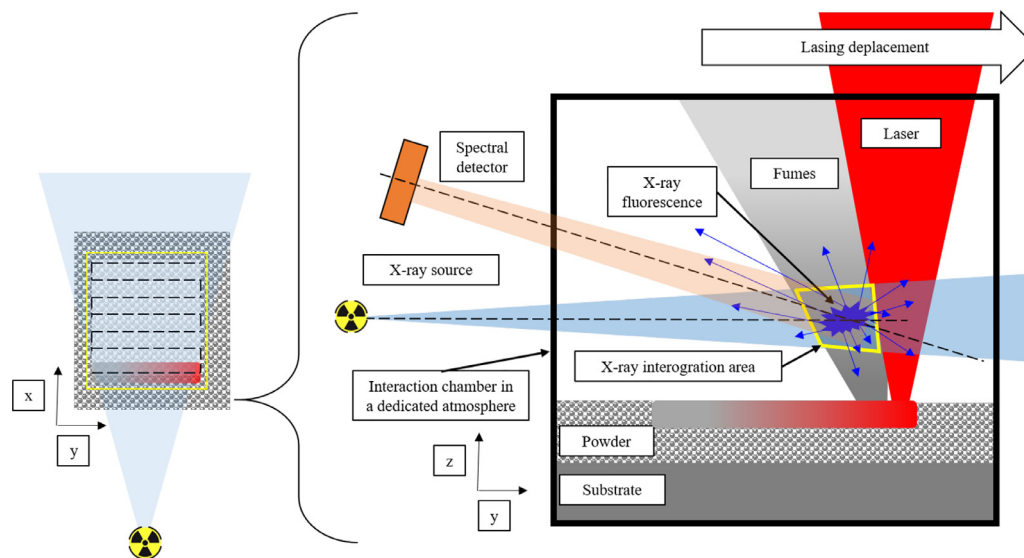 Lasing deplacement
Laser
Spectral
detector
Fumes
X-ray
fluorescence
X-ray source
X-ray interogration area
Interaction chamber in
a dedicated atmosphere
x
y
Powder
z
Substrate
y